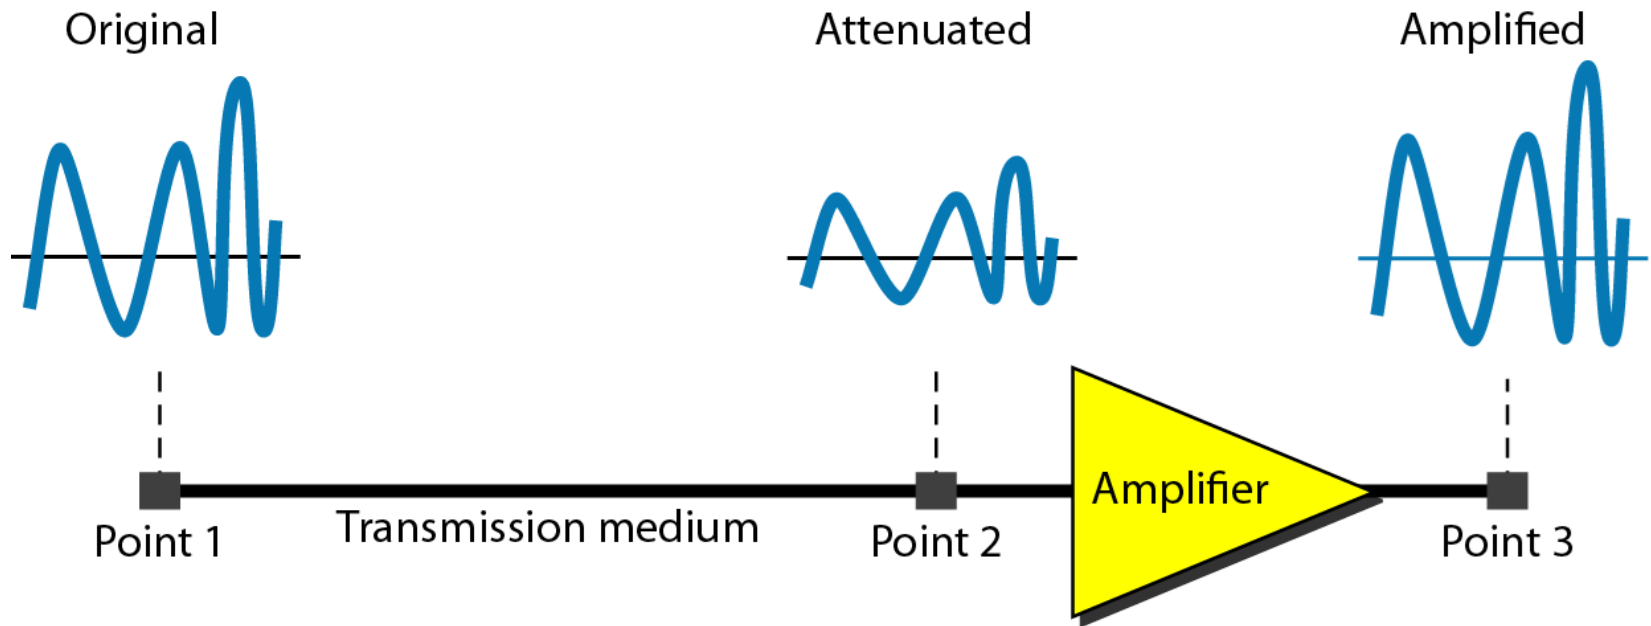 Original
Attenuated
Amplified
Amplifier
Transmission medium
Point 1
Point 2
Point 3